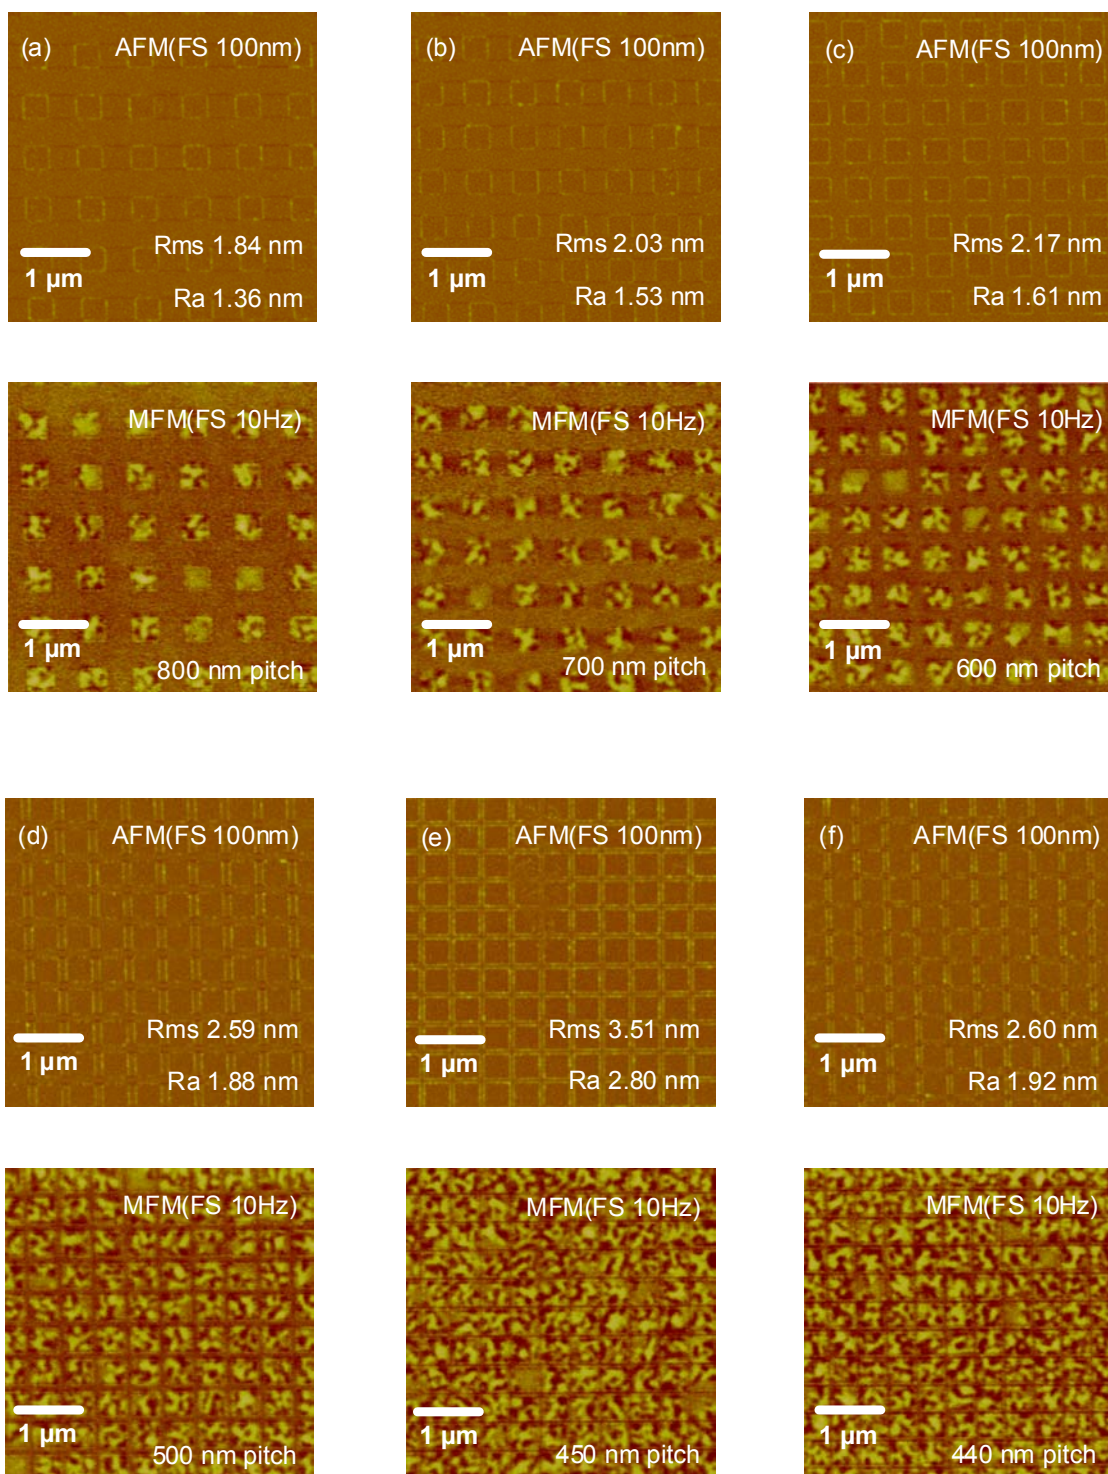 (a) AFM(FS 100nm)
Rms 1.84 nm
1 µm
Ra 1.36 nm
MFM(FS 10Hz)
1 µm
800 nm pitch
(b) AFM(FS 100nm)
Rms 2.03 nm
1 µm
Ra 1.53 nm
MFM(FS 10Hz)
1 µm
700 nm pitch
(c) AFM(FS 100nm)
Rms 2.17 nm
1 µm
Ra 1.61 nm
MFM(FS 10Hz)
1 µm
600 nm pitch
(d) AFM(FS 100nm)
Rms 2.59 nm
1 µm
Ra 1.88 nm
MFM(FS 10Hz)
1 µm
500 nm pitch
(e) AFM(FS 100nm)
Rms 3.51 nm
1 µm
Ra 2.80 nm
MFM(FS 10Hz)
1 µm
450 nm pitch
(f) AFM(FS 100nm)
Rms 2.60 nm
1 µm
Ra 1.92 nm
MFM(FS 10Hz)
1 µm
440 nm pitch